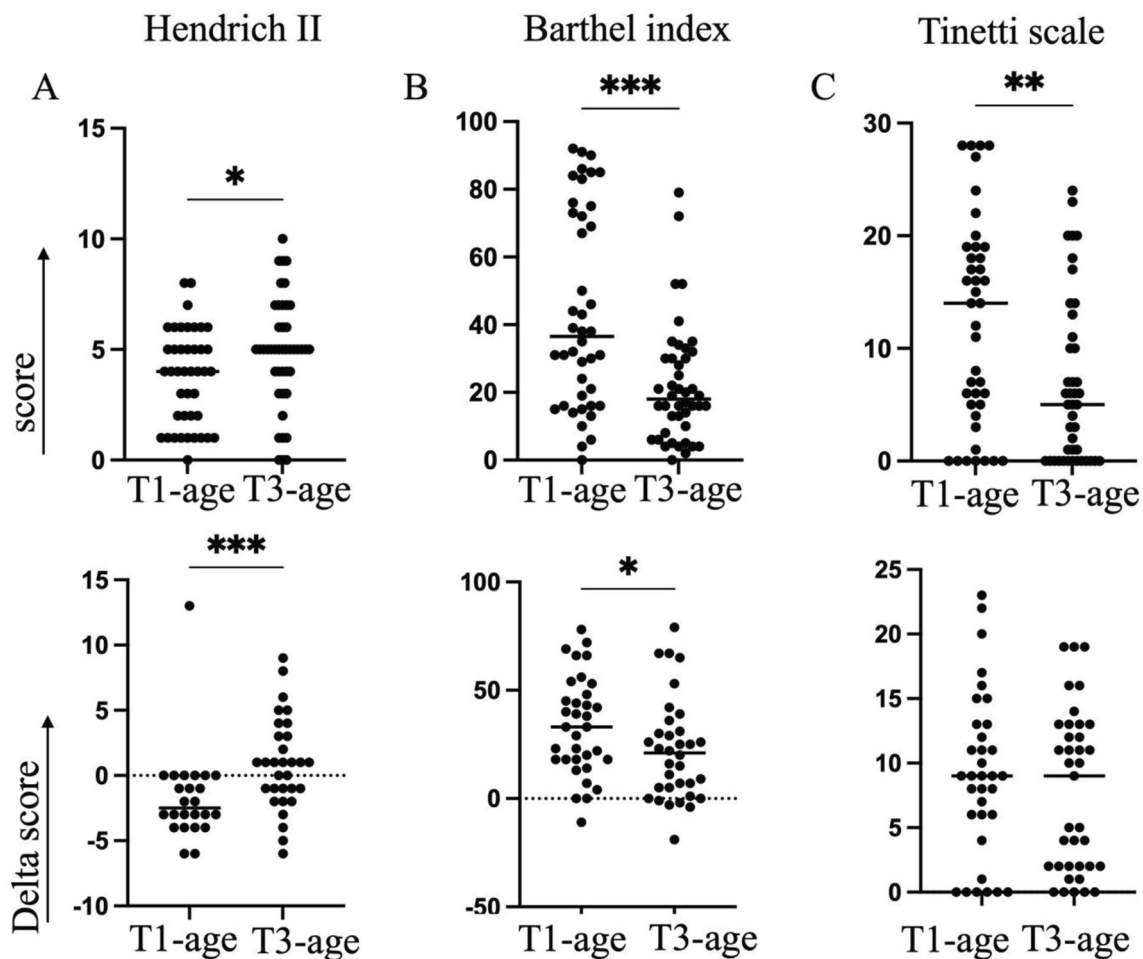 Hendrich II
Barthel index
Tinetti scale
A
B
C
*
***
**
score
15
10
5
0
T1-age
T3-age
100
80
60
40
20
0
T1-age
T3-age
30
20
10
0
T1-age
T3-age
***
*
Delta score
15
10
5
0
-5
-10
T1-age
T3-age
100
50
0
-50
T1-age
T3-age
25
20
15
10
5
0
T1-age
T3-age